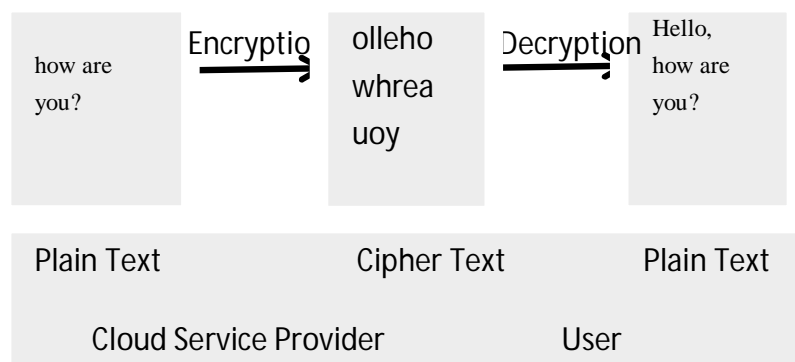 how are
you?
Encryptio
olleho
whrea
uoy
Decryption
Hello,
how are
you?
Plain Text Cipher Text Plain Text
Cloud Service Provider User